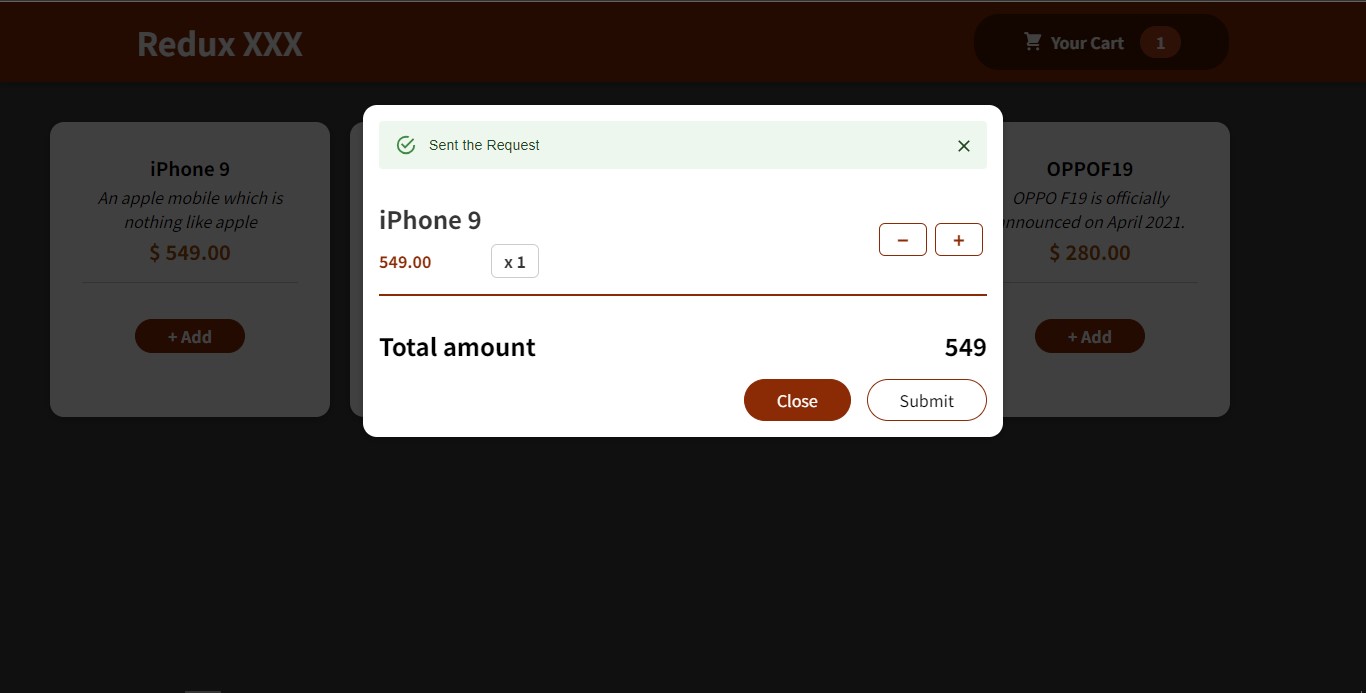 Redux XXX
Your Cart 1
Sent the Request
iPhone 9
An apple mobile which is
nothing like apple
$ 549.00
+ Add
iPhone 9
549.00
x 1
− +
Total amount 549
Close Submit
OPPOF19
OPPO F19 is officially
nnounced on April 2021.
$ 280.00
+ Add